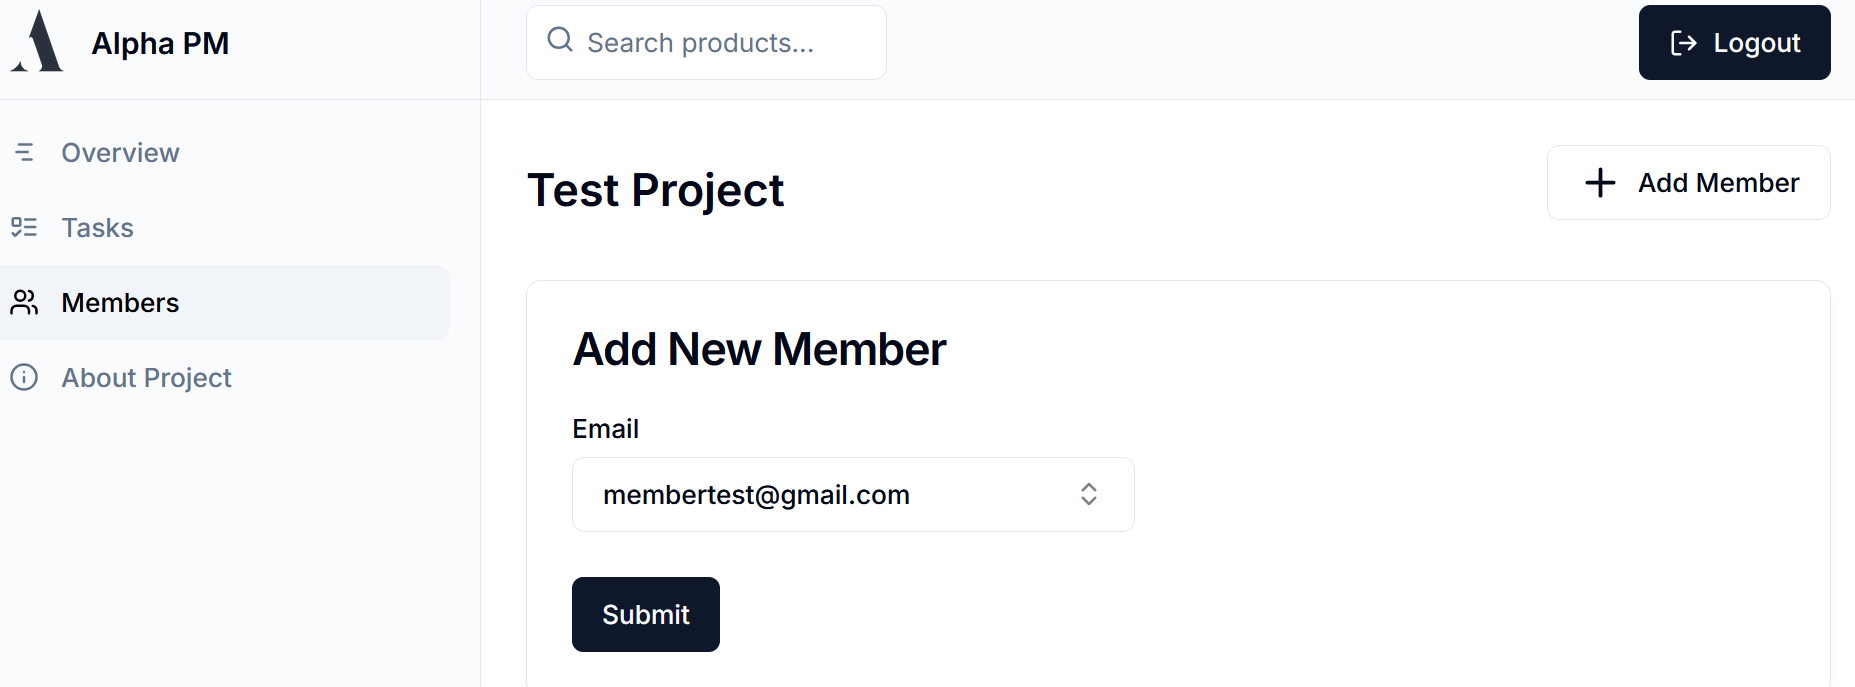 Alpha PM
Search products...
Logout
Overview
Tasks
Members
About Project
Test Project
Add Member
Add New Member
Email
membertest@gmail.com
Submit